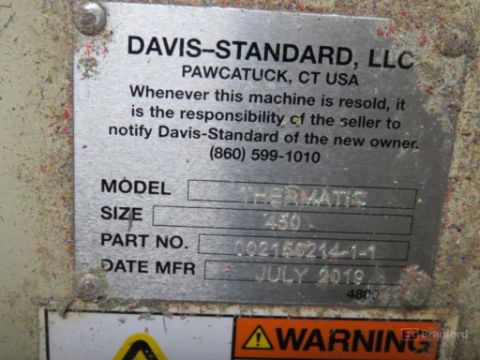 DAVIS–STANDARD, LLC
PAWCATUCK, CT USA
Whenever this machine is resold, it
is the responsibility of the seller to
notify Davis-Standard of the new owner.
(860) 599-1010
MODEL THERMATIC
SIZE 450
PART NO.
DATE MFR JULY 2019
WARNING